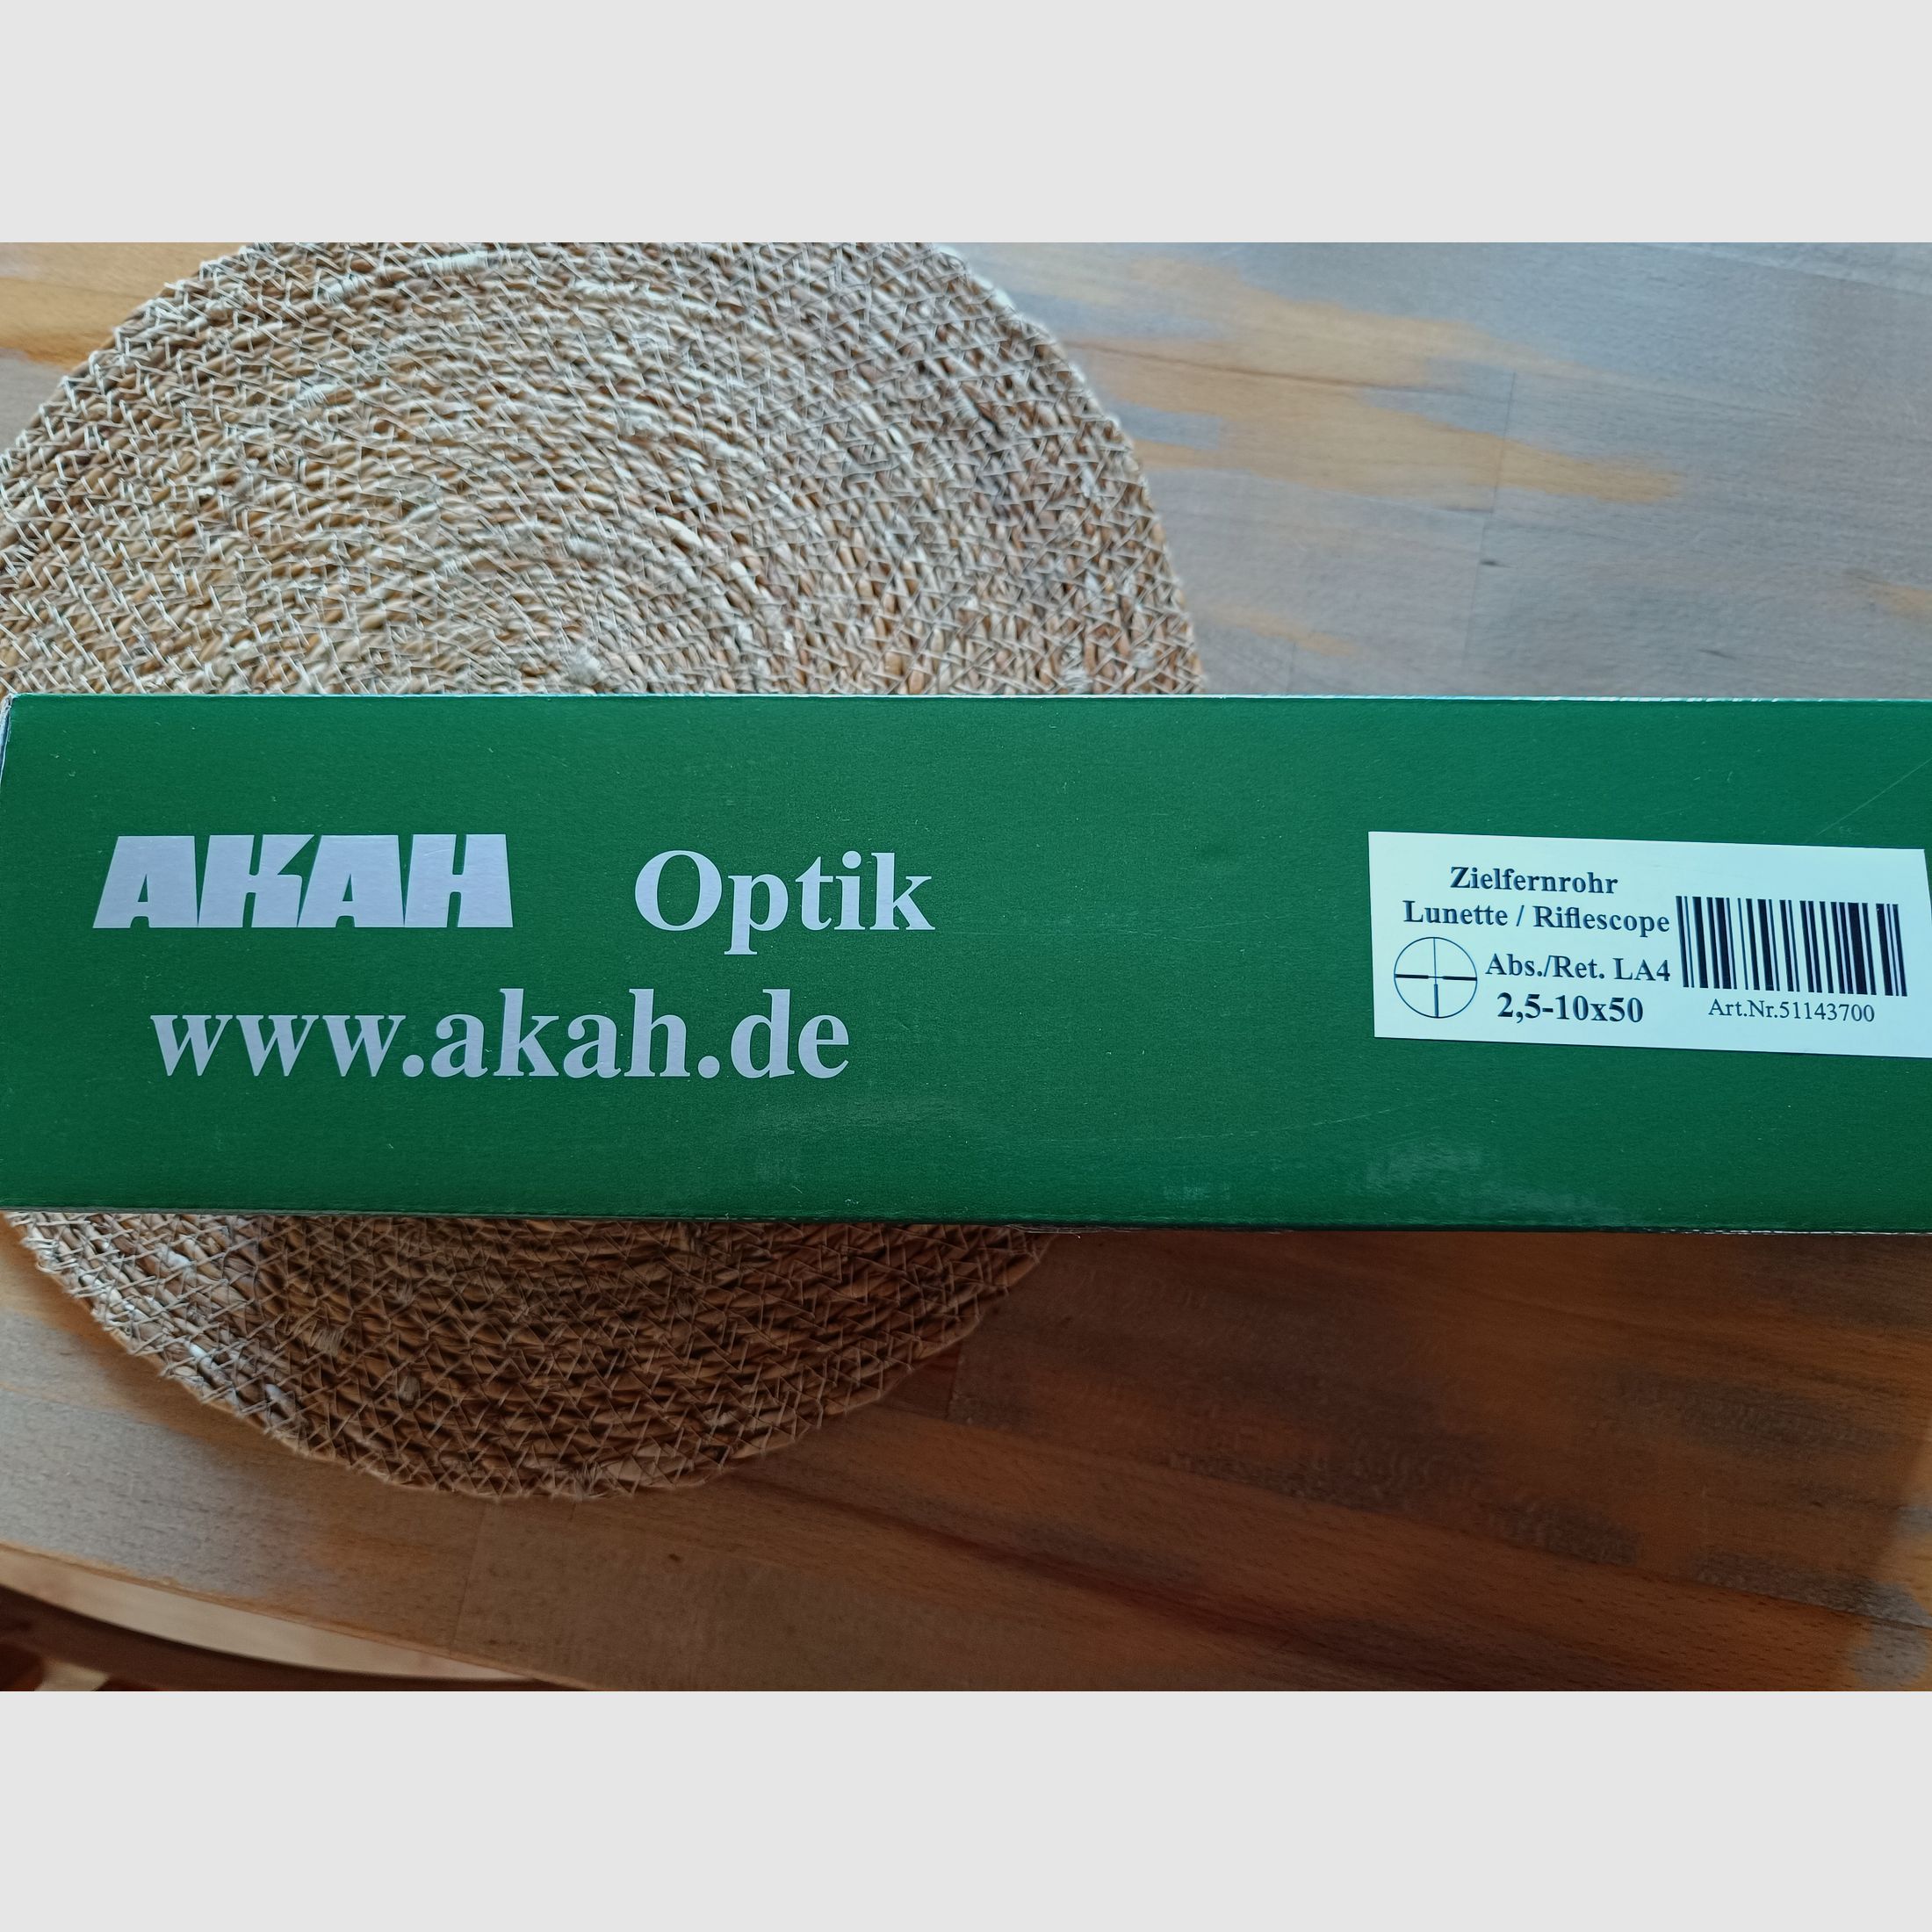 AKAH Optik
www.akah.de
Zielfernrohr
Lunette / Riflescope
Abs./Ret. LA4
2,5-10x50
Art.Nr.51143700